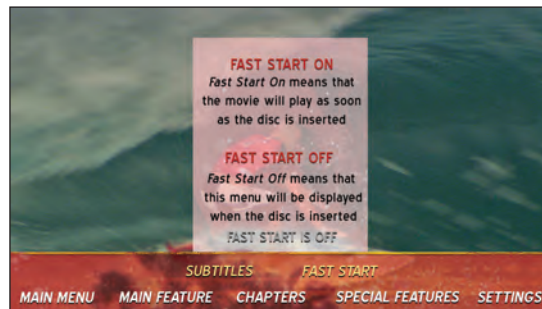 FAST START ON
Fast Start On means that
the movie will play as soon
as the disc is inserted
FAST START OFF
Fast Start Off means that
this menu will be displayed
when the disc is inserted
FAST START IS OFF
SUBTITLES FAST START
MAIN MENU MAIN FEATURE CHAPTERS SPECIAL FEATURES SETTINGS